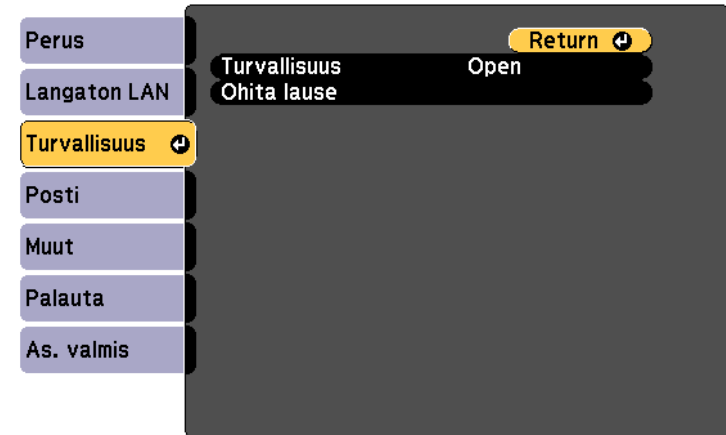 Perus
Langaton LAN
Turvallisuus
Posti
Muut
Palauta
As. valmis
Return
Turvallisuus Open
Ohita lause